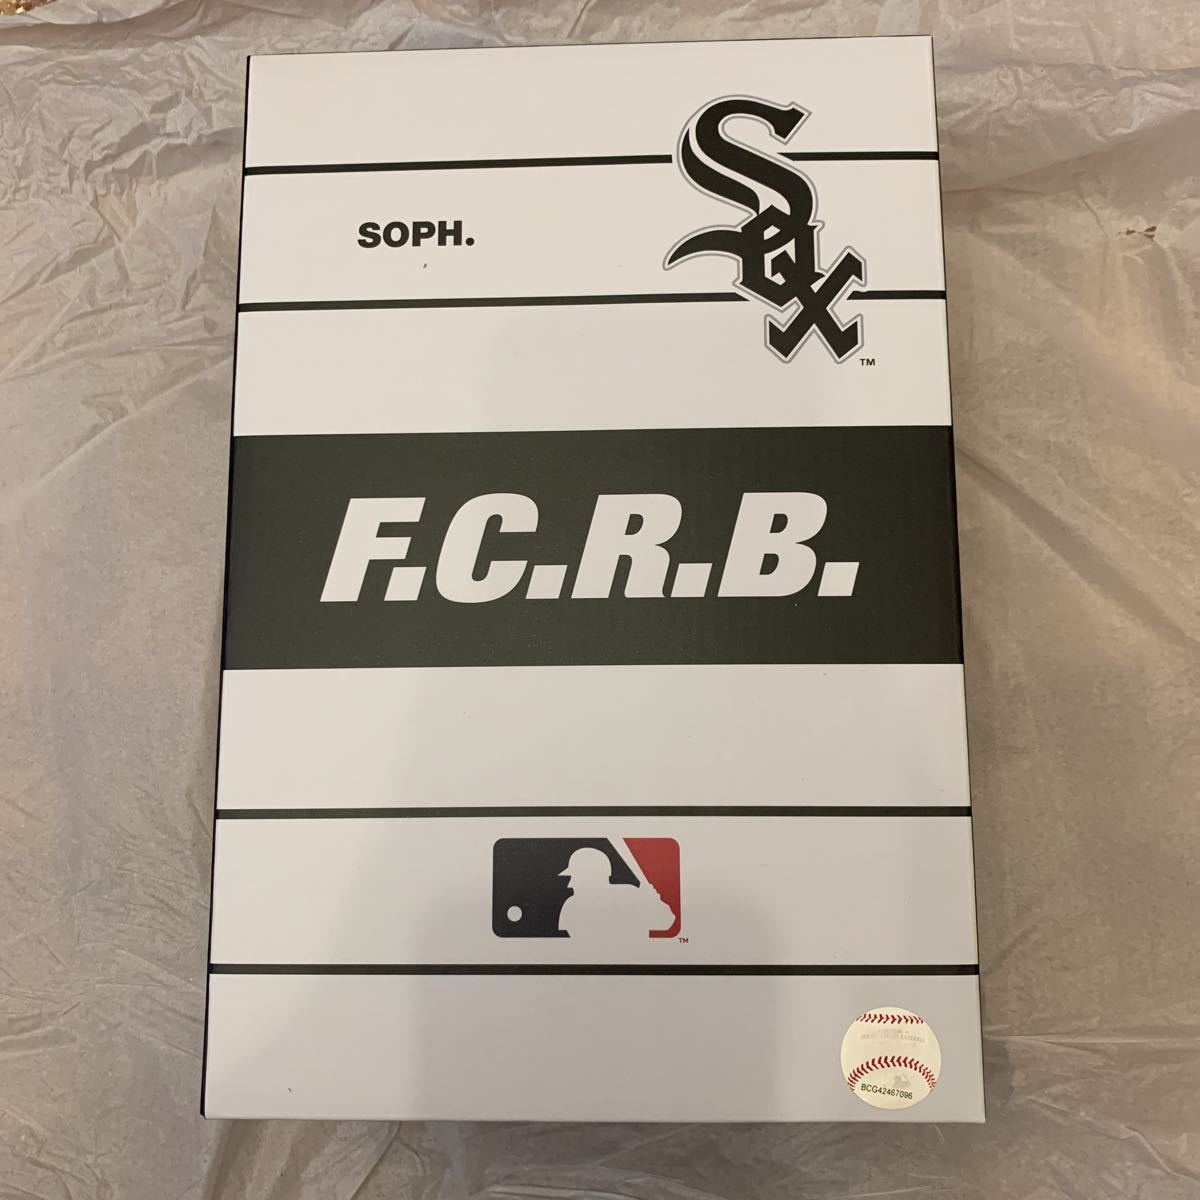 Sox
TM
SOPH.
F.C.R.B.
TM
BCG42467096